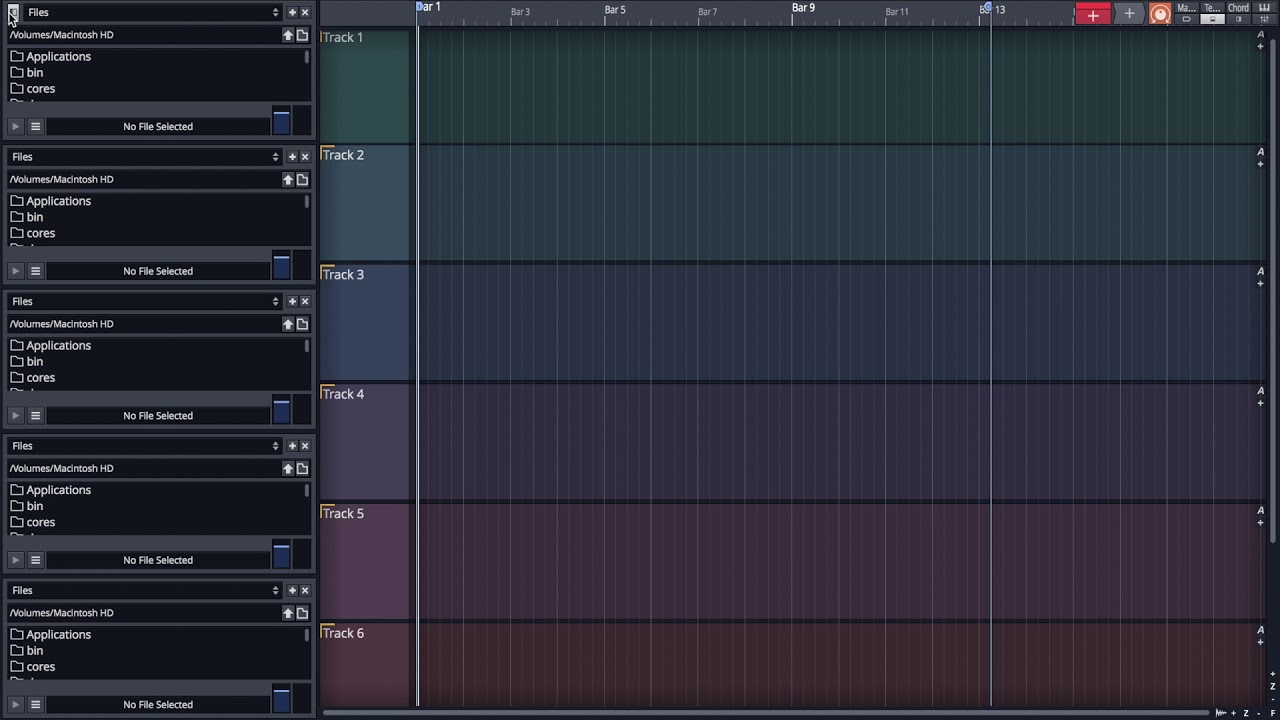 Files
/Volumes/Macintosh HD
Applications
bin
cores
No File Selected
Files
/Volumes/Macintosh HD
Applications
bin
cores
No File Selected
Files
/Volumes/Macintosh HD
Applications
bin
cores
No File Selected
Files
/Volumes/Macintosh HD
Applications
bin
cores
No File Selected
Files
/Volumes/Macintosh HD
Applications
bin
cores
No File Selected
Bar 1 Bar 3 Bar 5 Bar 7 Bar 9 Bar 11 13
Ma... Te... Chord
Track 1 A
Track 2 A
Track 3 A
Track 4 A
Track 5 A
Track 6 A
Z
Z F